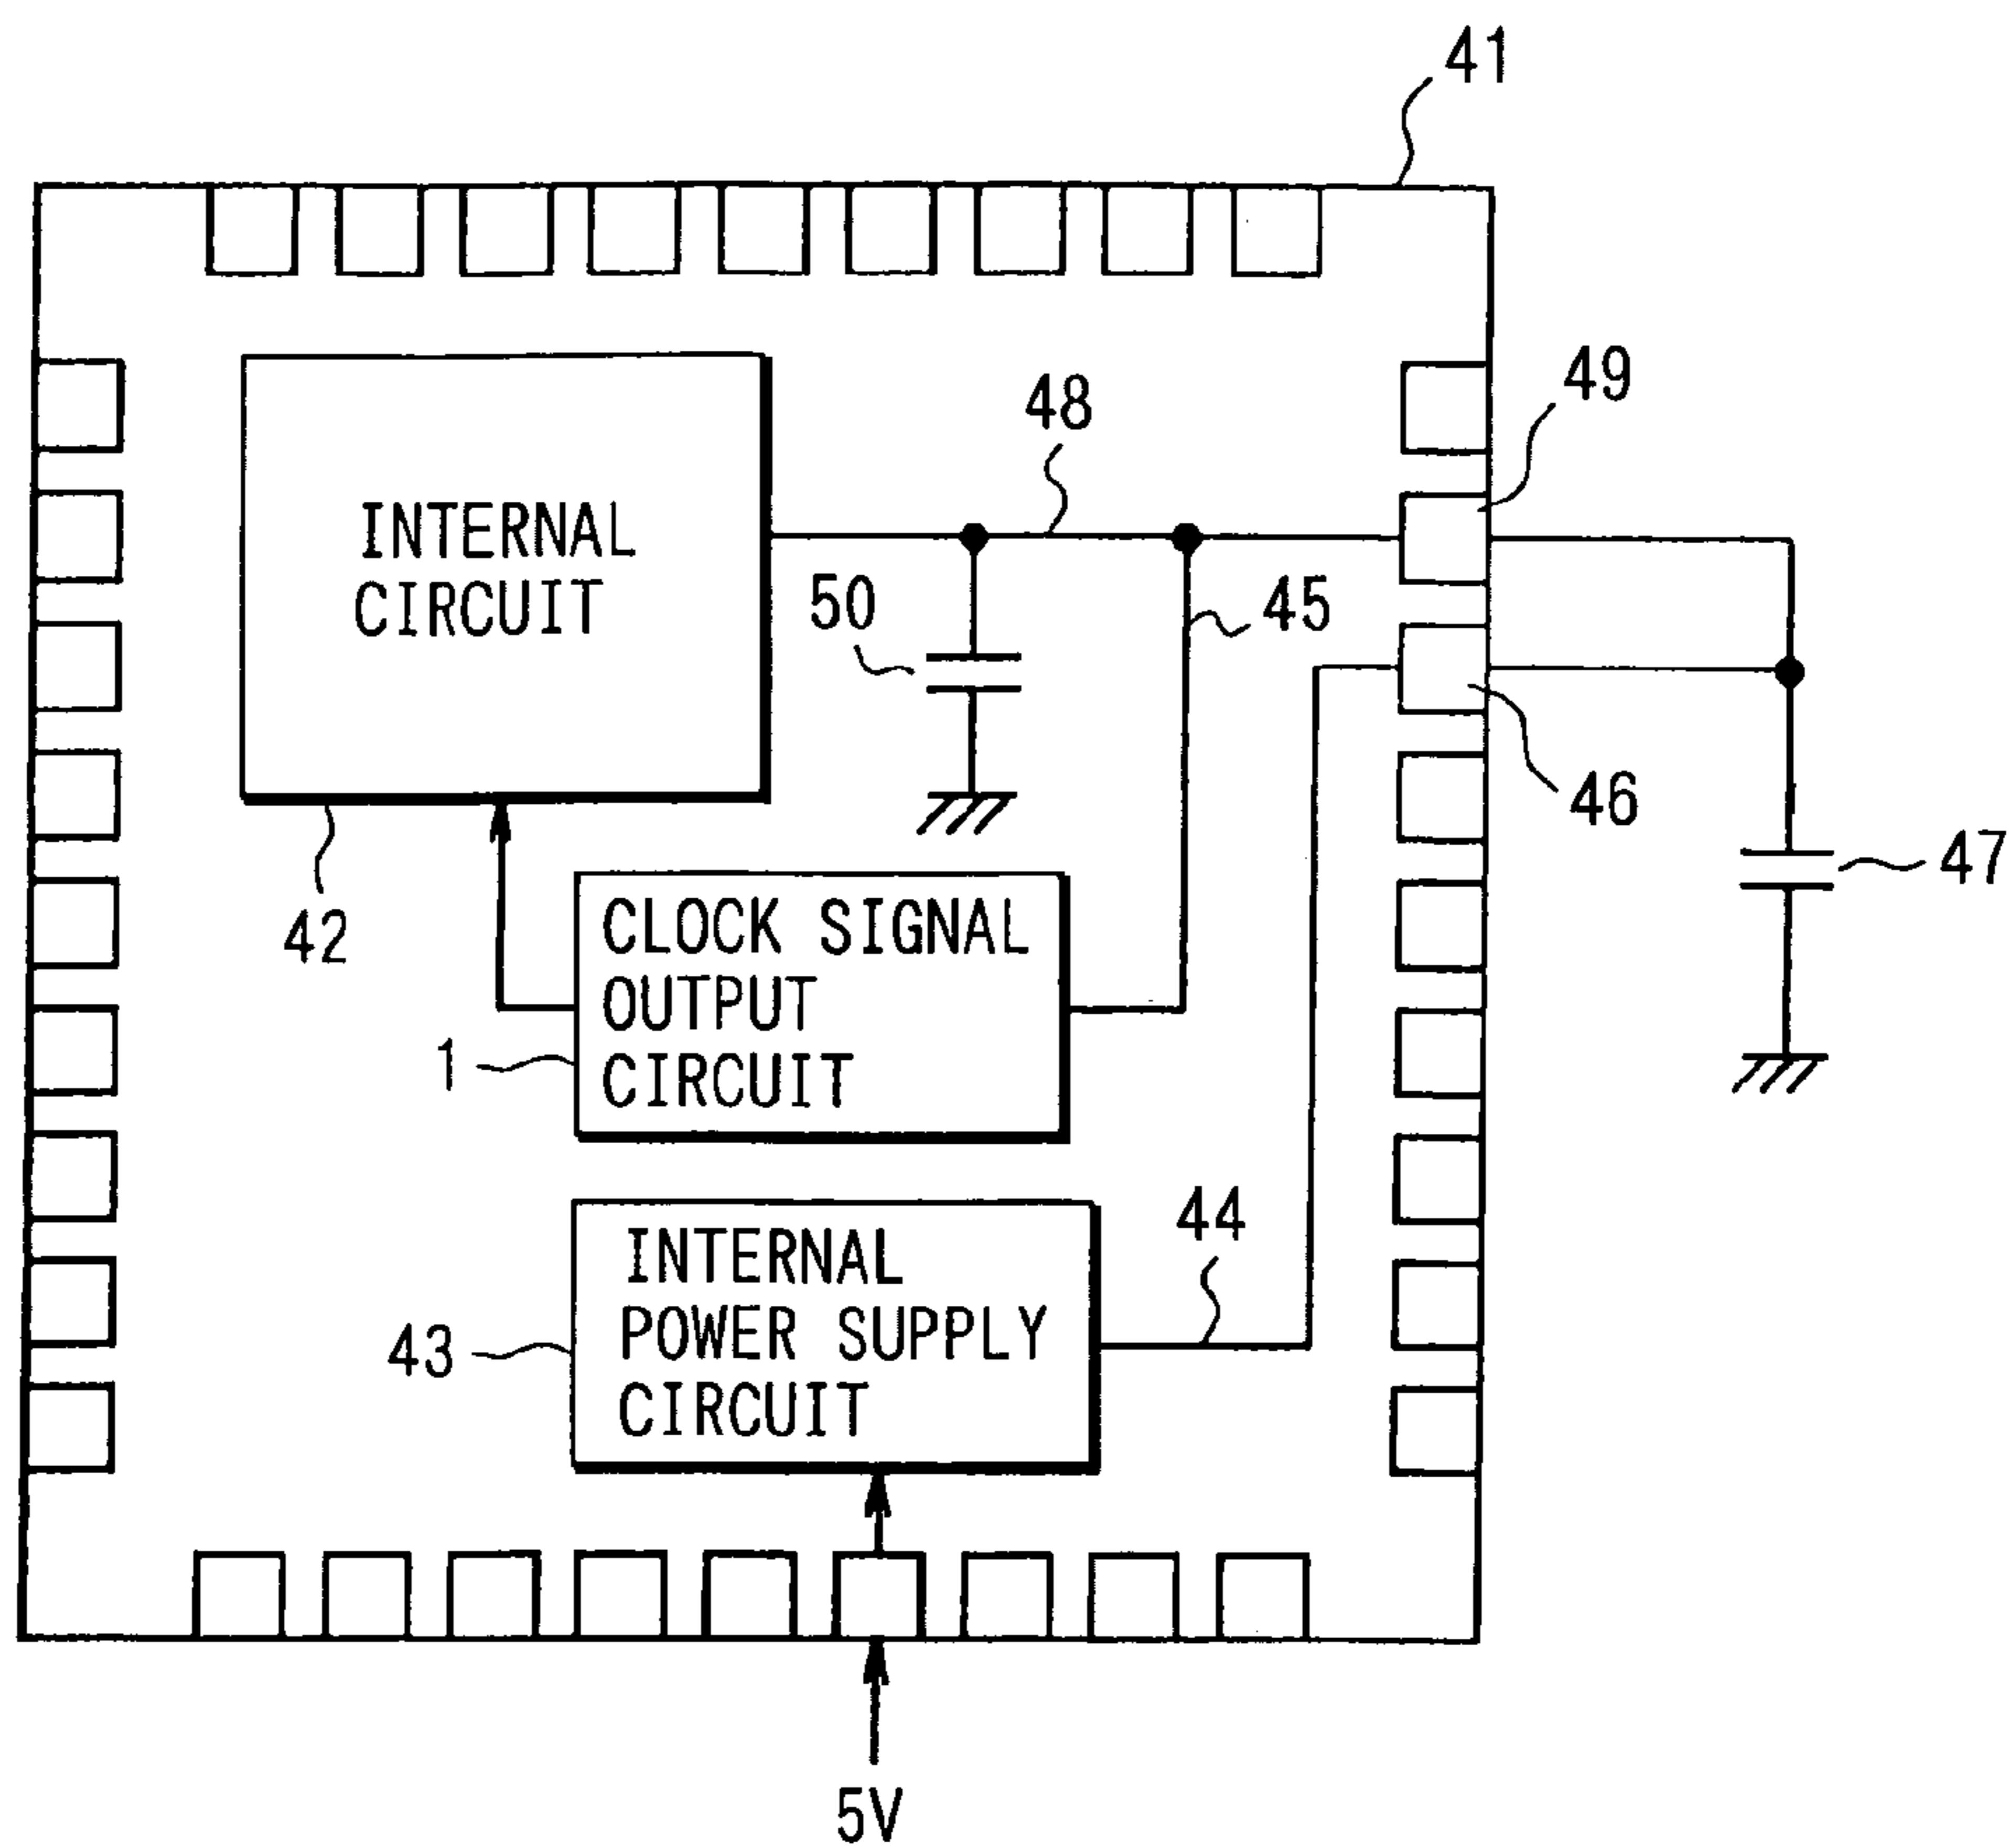 41
49
48
INTERNAL
CIRCUIT
50
45
46
47
42
CLOCK SIGNAL
OUTPUT
CIRCUIT
1
44
INTERNAL
POWER SUPPLY
CIRCUIT
43
5V